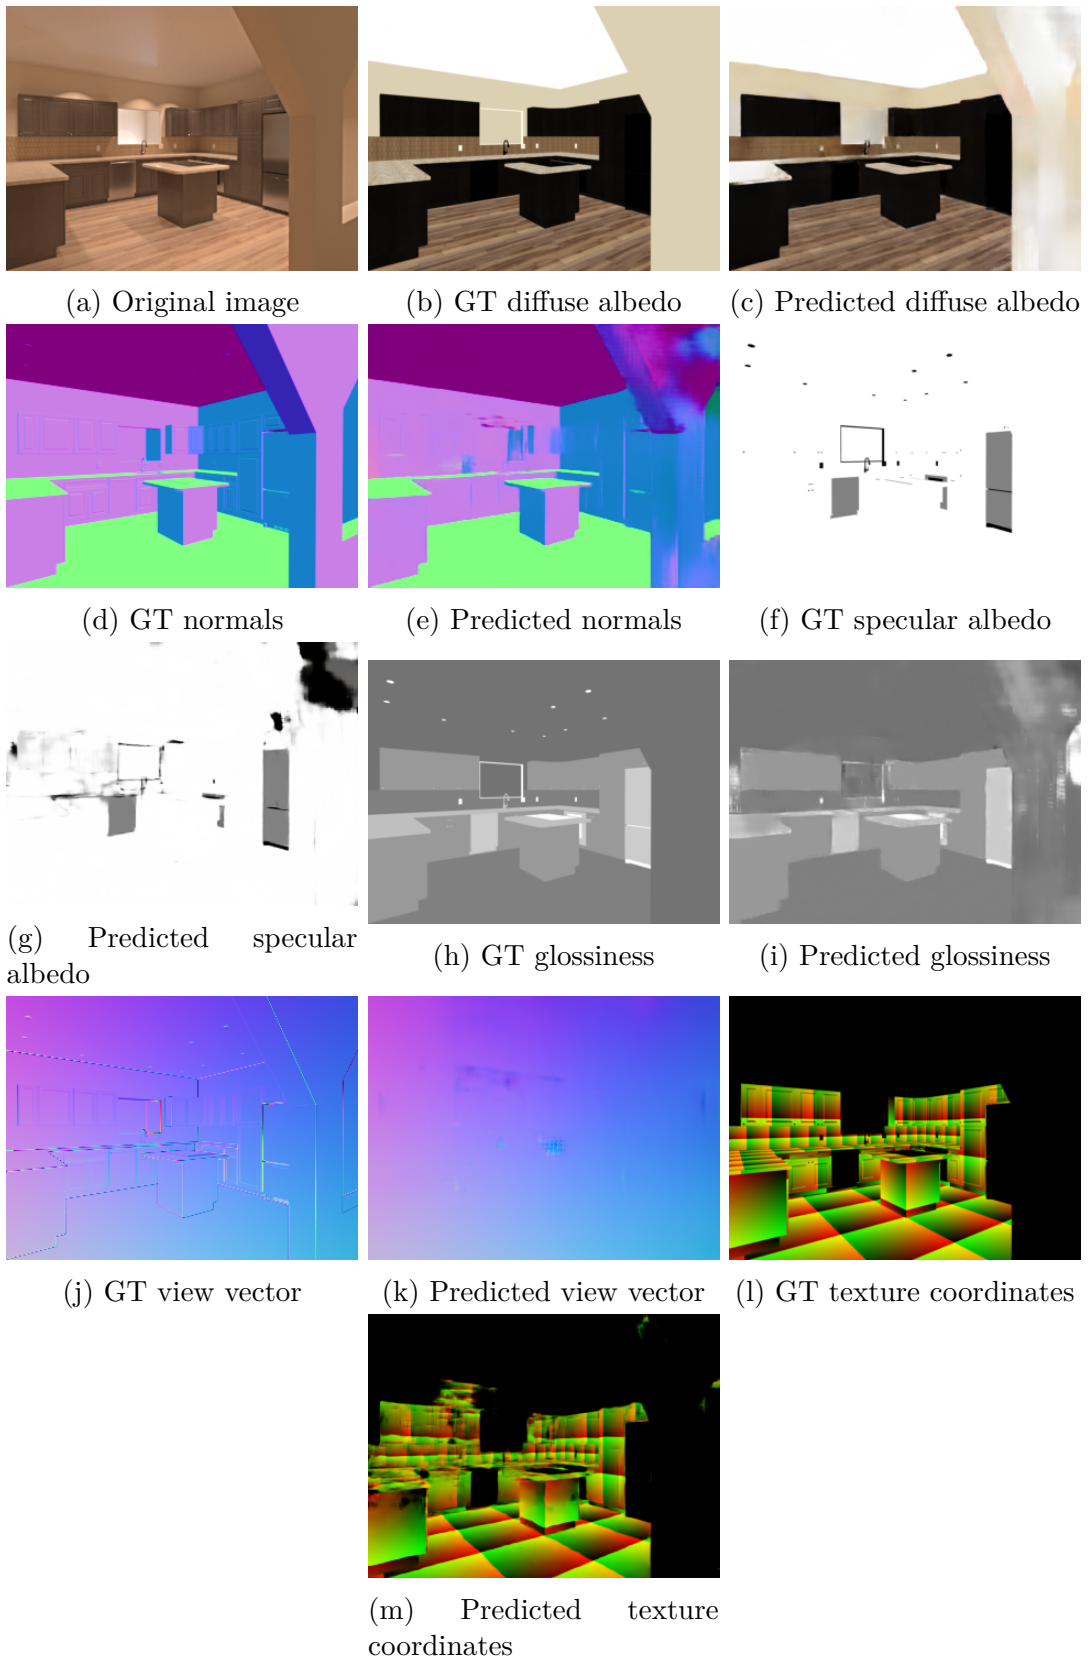 (a) Original image
(b) GT diffuse albedo
(c) Predicted diffuse albedo
(d) GT normals
(e) Predicted normals
(f) GT specular albedo
(g) Predicted specular
albedo
(h) GT glossiness
(i) Predicted glossiness
(j) GT view vector
(k) Predicted view vector
(l) GT texture coordinates
(m) Predicted texture
coordinates